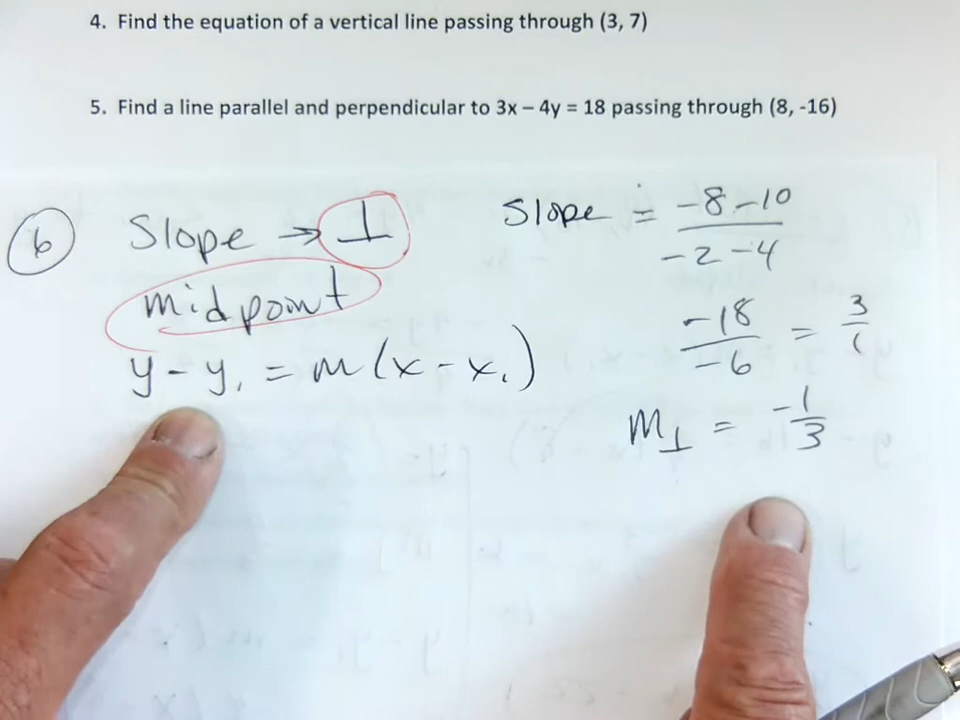 4. Find the equation of a vertical line passing through (3, 7)
5. Find a line parallel and perpendicular to 3x – 4y = 18 passing through (8, -16)
6
Slope → ⊥
midpoint
y - y₁ = m(x - x₁)
Slope = -8-10 / -2-4
-18 / -6 = 3/1
m⊥ = -1/3